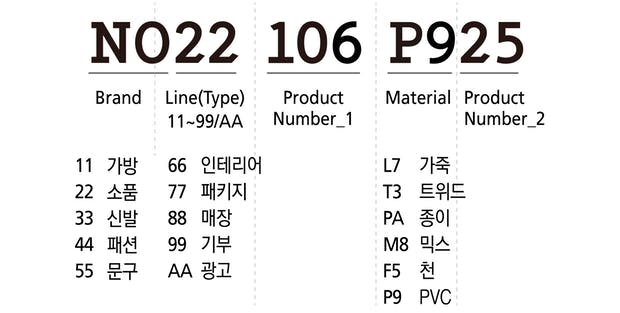 NO22 106 P925
Brand Line(Type) Product Material Product
11~99/AA Number_1 Number_2
11 가방 66 인테리어 L7 가죽
22 소품 77 패키지 T3 트위드
33 신발 88 매장 PA 종이
44 패션 99 기부 M8 믹스
55 문구 AA 광고 F5 천
P9 PVC